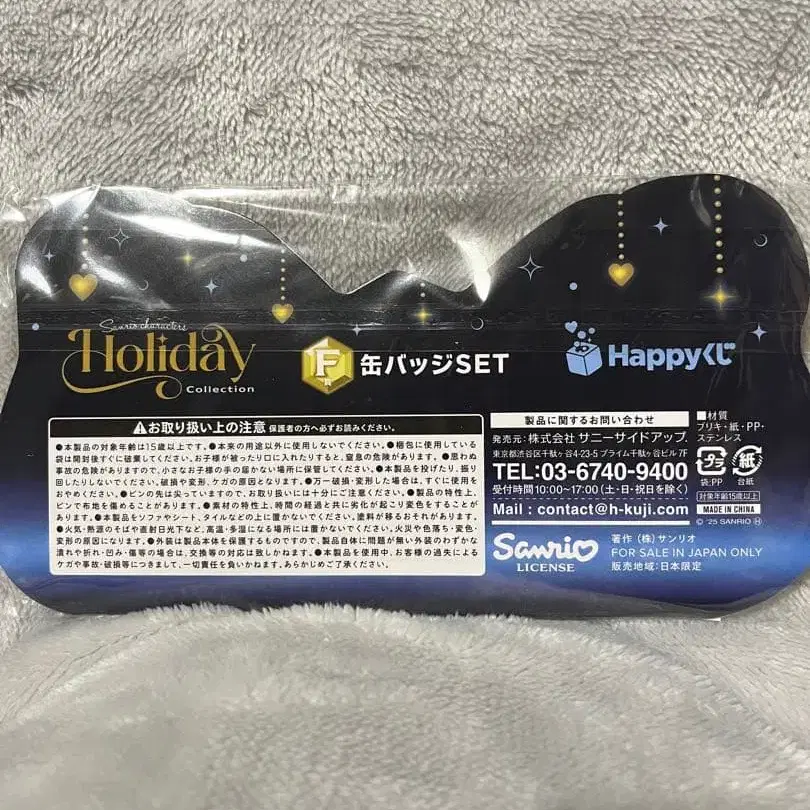 Sanrio characters
Holiday
Collection
F 缶バッジSET
Happyくじ
お取り扱い上の注意 保護者の方へ必ずお読みください。
●本製品の対象年齢は15歳以上です。●本来の用途以外に使用しないでください。●梱包に使用している
袋は開封後すぐに破棄してください。お子様が被ったり口に入れたりすると、窒息の危険があります。●思わぬ
事故の危険がありますので、小さなお子様の手の届かない場所に保管してください。●本製品を投げたり、振り
回したりしないでください。破損や変形、ケガの原因となります。●万一破損・変形した場合は、すぐに使用を
おやめください。●ピンの先は尖っていますので、お取り扱いには十分にご注意ください。●製品の特性上、
ピンで布地を傷めることがあります。●素材の特性上、時間の経過と共に劣化が起こり変色をすることがあ
ります。●本製品をソファやシート、タイルなどの上に置かないでください。塗料が移るおそれがあります。
●火気・熱源のそばや直射日光下など、高温・多湿になる場所には置かないでください。火災や色落ち・変色・
変形の原因になります。●外装は製品本体を保護するものですので、製品自体に問題が無い外装のわずかな
潰れや折れ・凹み・傷等の場合は、交換等の対応は致しかねます。●本製品を使用中、お客様の過失による
ケガや事故・破損等につきまして、一切責任を負いかねます。あらかじめご了承ください。
製品に関するお問い合わせ
発売元:株式会社 サニーサイドアップ
東京都渋谷区千駄ヶ谷4-23-5 プライム千駄ヶ谷ビル 7F
TEL:03-6740-9400
受付時間10:00~17:00(土・日・祝日を除く)
Mail : contact@h-kuji.com
■材質
ブリキ・紙・PP・
ステンレス
プラ 紙
袋:PP 台紙
対象年齢15歳以上
MADE IN CHINA
© '25 SANRIO Ⓗ
Sanrio
LICENSE
著作 (株)サンリオ
FOR SALE IN JAPAN ONLY
販売地域:日本限定